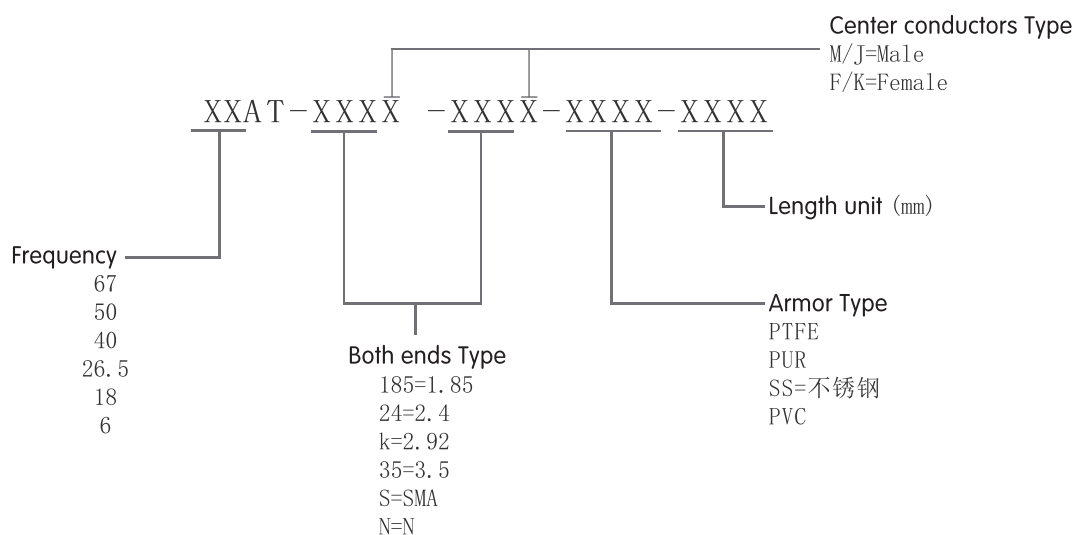 Center conductors Type
M/J=Male
F/K=Female
XXAT-XXXX -XXXX-XXXX-XXXX
Length unit (mm)
Frequency
67
50
40
26.5
18
6
Both ends Type
185=1.85
24=2.4
k=2.92
35=3.5
S=SMA
N=N
Armor Type
PTFE
PUR
SS=不锈钢
PVC